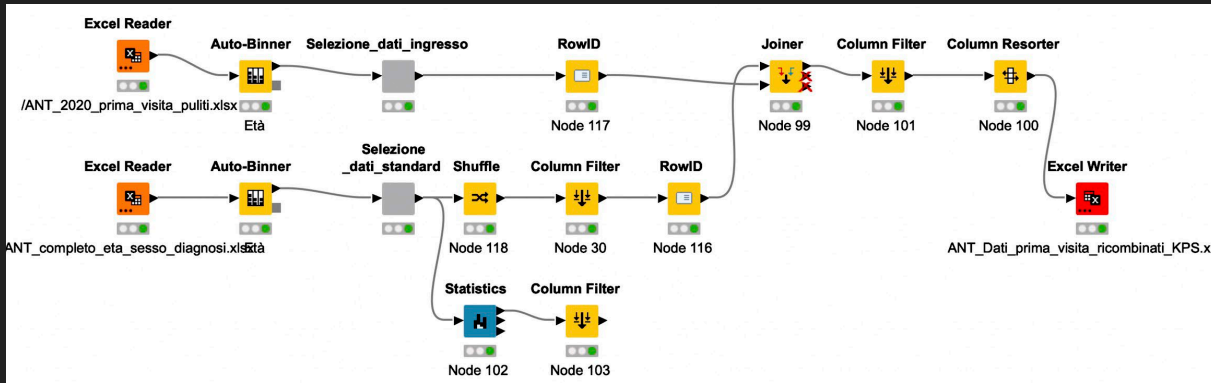 Excel Reader
Auto-Binner
Selezione_dati_ingresso
RowID
Joiner
Column Filter
Column Resorter
/ANT_2020_prima_visita_puliti.xlsx
Età
Node 117
Node 99
Node 101
Node 100
Excel Reader
Auto-Binner
Selezione
_dati_standard
Shuffle
Column Filter
RowID
Excel Writer
ANT_completo_eta_sesso_diagnosi.xlsx
Età
Node 118
Node 30
Node 116
ANT_Dati_prima_visita_ricombinati_KPS.x
Statistics
Column Filter
Node 102
Node 103